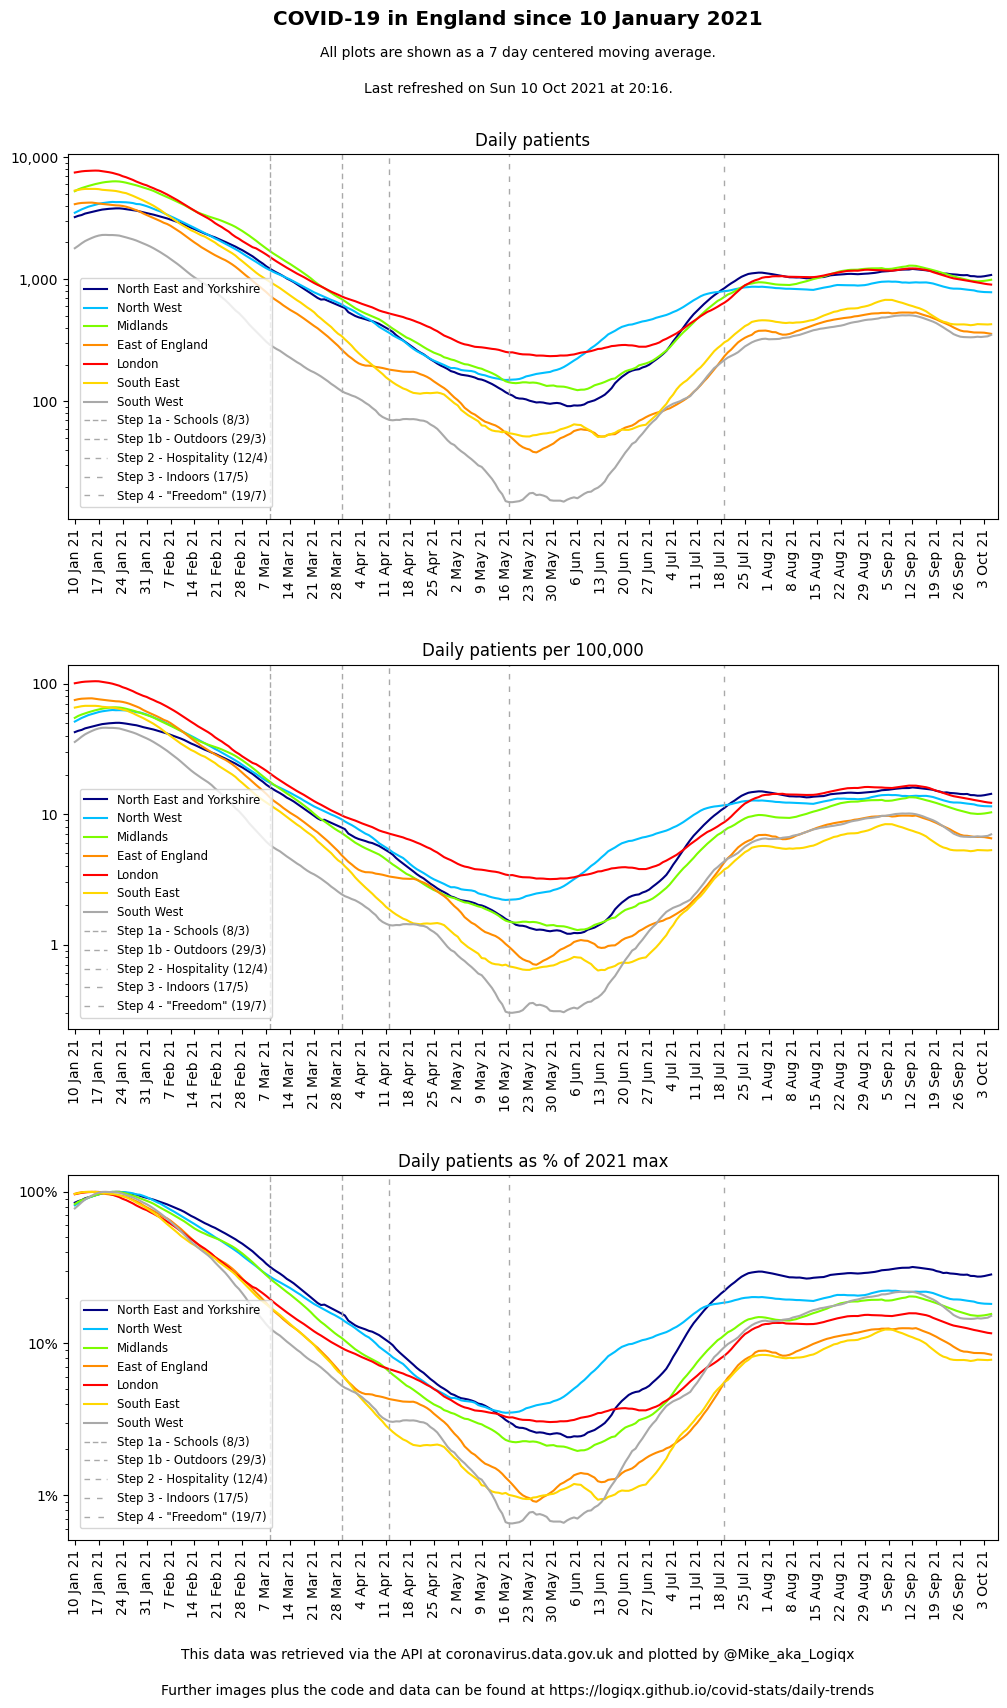 COVID-19 in England since 10 January 2021
All plots are shown as a 7 day centered moving average.
Last refreshed on Sun 10 Oct 2021 at 20:16.
Daily patients
10,000
1,000
100
North East and Yorkshire
North West
Midlands
East of England
London
South East
South West
Step 1a - Schools (8/3)
Step 1b - Outdoors (29/3)
Step 2 - Hospitality (12/4)
Step 3 - Indoors (17/5)
Step 4 - "Freedom" (19/7)
10 Jan 21
17 Jan 21
24 Jan 21
31 Jan 21
7 Feb 21
14 Feb 21
21 Feb 21
28 Feb 21
7 Mar 21
14 Mar 21
21 Mar 21
28 Mar 21
4 Apr 21
11 Apr 21
18 Apr 21
25 Apr 21
2 May 21
9 May 21
16 May 21
23 May 21
30 May 21
6 Jun 21
13 Jun 21
20 Jun 21
27 Jun 21
4 Jul 21
11 Jul 21
18 Jul 21
25 Jul 21
1 Aug 21
8 Aug 21
15 Aug 21
22 Aug 21
29 Aug 21
5 Sep 21
12 Sep 21
19 Sep 21
26 Sep 21
3 Oct 21
Daily patients per 100,000
100
10
1
North East and Yorkshire
North West
Midlands
East of England
London
South East
South West
Step 1a - Schools (8/3)
Step 1b - Outdoors (29/3)
Step 2 - Hospitality (12/4)
Step 3 - Indoors (17/5)
Step 4 - "Freedom" (19/7)
10 Jan 21
17 Jan 21
24 Jan 21
31 Jan 21
7 Feb 21
14 Feb 21
21 Feb 21
28 Feb 21
7 Mar 21
14 Mar 21
21 Mar 21
28 Mar 21
4 Apr 21
11 Apr 21
18 Apr 21
25 Apr 21
2 May 21
9 May 21
16 May 21
23 May 21
30 May 21
6 Jun 21
13 Jun 21
20 Jun 21
27 Jun 21
4 Jul 21
11 Jul 21
18 Jul 21
25 Jul 21
1 Aug 21
8 Aug 21
15 Aug 21
22 Aug 21
29 Aug 21
5 Sep 21
12 Sep 21
19 Sep 21
26 Sep 21
3 Oct 21
Daily patients as % of 2021 max
100%
10%
1%
North East and Yorkshire
North West
Midlands
East of England
London
South East
South West
Step 1a - Schools (8/3)
Step 1b - Outdoors (29/3)
Step 2 - Hospitality (12/4)
Step 3 - Indoors (17/5)
Step 4 - "Freedom" (19/7)
10 Jan 21
17 Jan 21
24 Jan 21
31 Jan 21
7 Feb 21
14 Feb 21
21 Feb 21
28 Feb 21
7 Mar 21
14 Mar 21
21 Mar 21
28 Mar 21
4 Apr 21
11 Apr 21
18 Apr 21
25 Apr 21
2 May 21
9 May 21
16 May 21
23 May 21
30 May 21
6 Jun 21
13 Jun 21
20 Jun 21
27 Jun 21
4 Jul 21
11 Jul 21
18 Jul 21
25 Jul 21
1 Aug 21
8 Aug 21
15 Aug 21
22 Aug 21
29 Aug 21
5 Sep 21
12 Sep 21
19 Sep 21
26 Sep 21
3 Oct 21
This data was retrieved via the API at coronavirus.data.gov.uk and plotted by @Mike_aka_Logiqx
Further images plus the code and data can be found at https://logiqx.github.io/covid-stats/daily-trends